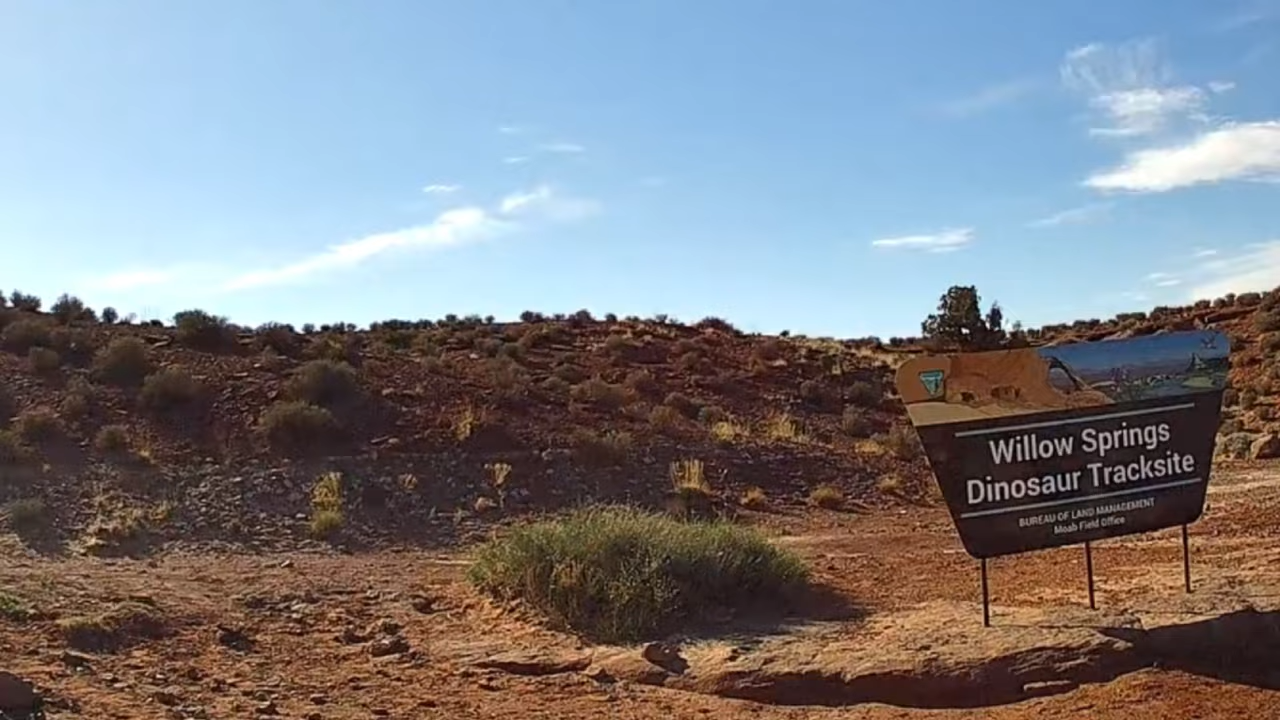 Willow Springs
Dinosaur Tracksite
BUREAU OF LAND MANAGEMENT
Moab Field Office